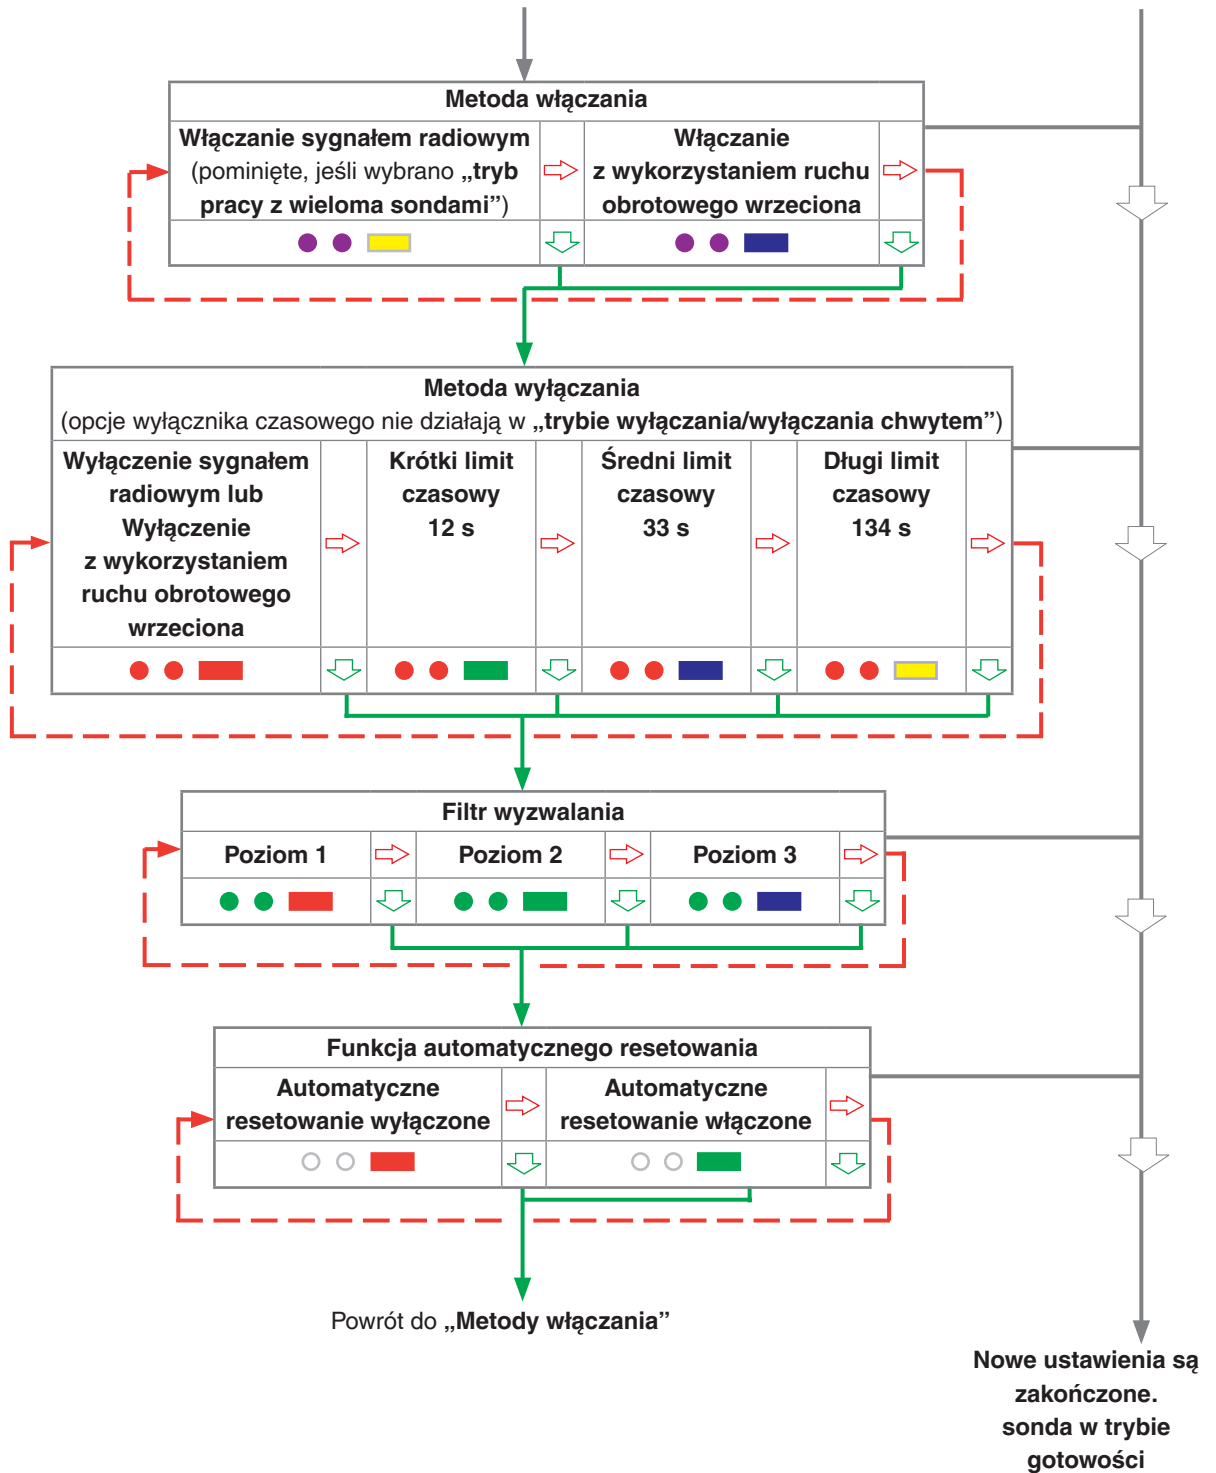 Metoda włączania
Włączanie sygnałem radiowym
(pominięte, jeśli wybrano „tryb
pracy z wieloma sondami”)
Włączanie
z wykorzystaniem ruchu
obrotowego wrzeciona
Metoda wyłączania
(opcje wyłącznika czasowego nie działają w „trybie wyłączania/wyłączania chwytem”)
Wyłączenie sygnałem
radiowym lub
Wyłączenie
z wykorzystaniem
ruchu obrotowego
wrzeciona
Krótki limit
czasowy
12 s
Średni limit
czasowy
33 s
Długi limit
czasowy
134 s
Filtr wyzwalania
Poziom 1
Poziom 2
Poziom 3
Funkcja automatycznego resetowania
Automatyczne
resetowanie wyłączone
Automatyczne
resetowanie włączone
Powrót do „Metody włączania”
Nowe ustawienia są
zakończone.
sonda w trybie
gotowości